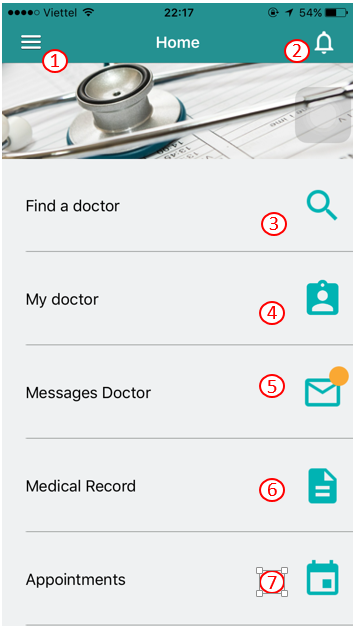 Viettel 22:17 54%
1 Home 2
Find a doctor 3
My doctor 4
Messages Doctor 5
Medical Record 6
Appointments 7